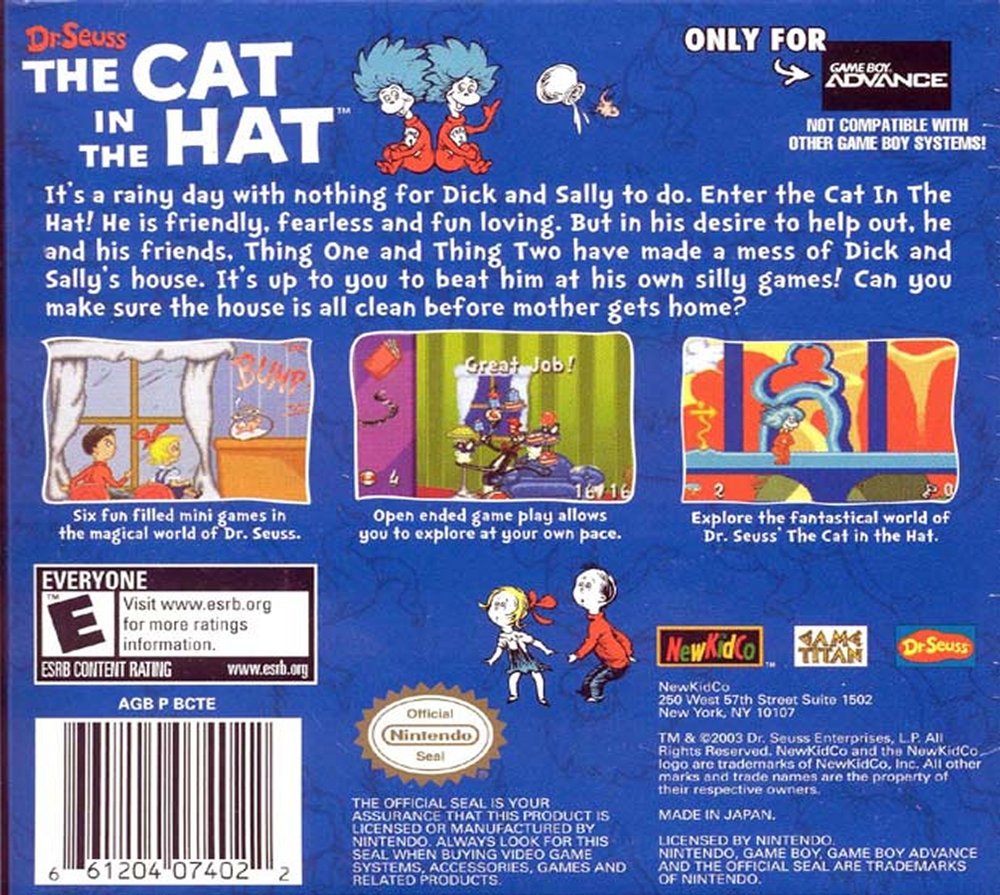 Dr. Seuss
THE CAT
IN
THE HAT™
ONLY FOR
GAME BOY
ADVANCE
NOT COMPATIBLE WITH
OTHER GAME BOY SYSTEMS!
It's a rainy day with nothing for Dick and Sally to do. Enter the Cat In The
Hat! He is friendly, fearless and fun loving. But in his desire to help out, he
and his friends, Thing One and Thing Two have made a mess of Dick and
Sally's house. It's up to you to beat him at his own silly games! Can you
make sure the house is all clean before mother gets home?
BUMP
Great Job!
4
16/16
2
0
Six fun filled mini games in
the magical world of Dr. Seuss.
Open ended game play allows
you to explore at your own pace.
Explore the fantastical world of
Dr. Seuss' The Cat in the Hat.
EVERYONE
™
E
Visit www.esrb.org
for more ratings
information.
ESRB CONTENT RATING www.esrb.org
AGB P BCTE
6 61204 07402 2
Official
Nintendo
Seal
THE OFFICIAL SEAL IS YOUR
ASSURANCE THAT THIS PRODUCT IS
LICENSED OR MANUFACTURED BY
NINTENDO. ALWAYS LOOK FOR THIS
SEAL WHEN BUYING VIDEO GAME
SYSTEMS, ACCESSORIES, GAMES AND
RELATED PRODUCTS.
NewKidCo™
GAME
TITAN
Dr. Seuss
NewKidCo
250 West 57th Street Suite 1502
New York, NY 10107
TM & ©2003 Dr. Seuss Enterprises, L.P. All
Rights Reserved. NewKidCo and the NewKidCo
logo are trademarks of NewKidCo, Inc. All other
marks and trade names are the property of
their respective owners.
MADE IN JAPAN.
LICENSED BY NINTENDO.
NINTENDO, GAME BOY, GAME BOY ADVANCE
AND THE OFFICIAL SEAL ARE TRADEMARKS
OF NINTENDO.